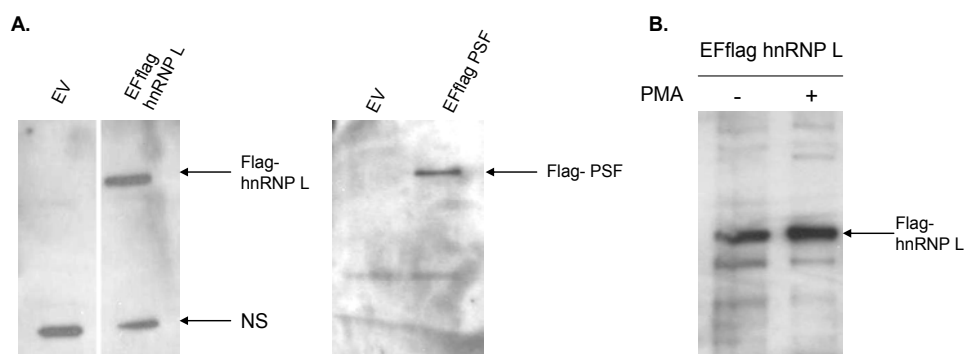 A.
EV
EFflag
hnRNP L
Flag-
hnRNP L
NS
EV
EFflag PSF
Flag- PSF
B.
EFflag hnRNP L
PMA - +
Flag-
hnRNP L